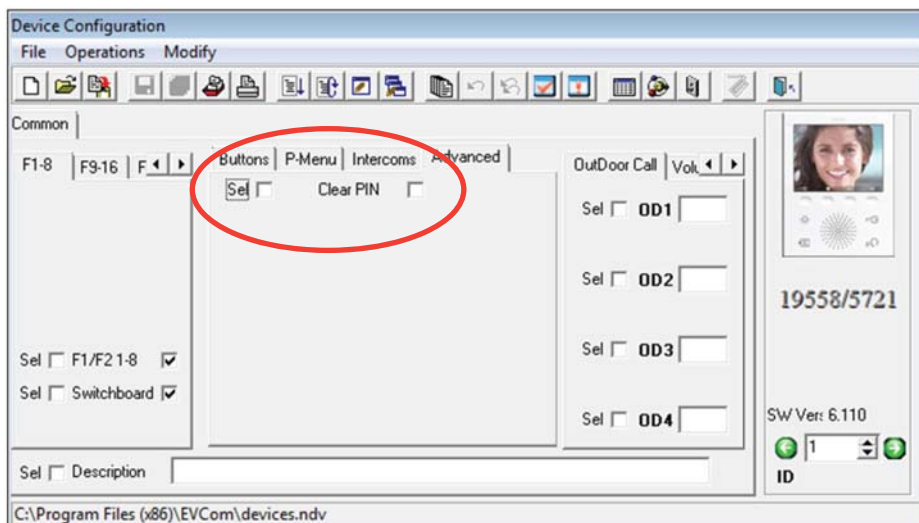 Device Configuration
File Operations Modify
Common
F1-8 F9-16 F
Buttons P-Menu Intercoms Advanced
OutDoor Call Volu
Sel Clear PIN
Sel OD1
Sel OD2
19558/5721
Sel OD3
Sel F1/F2 1-8
Sel Switchboard
Sel OD4
SW Ver: 6.110
1
ID
Sel Description
C:\Program Files (x86)\EVCom\devices.ndv